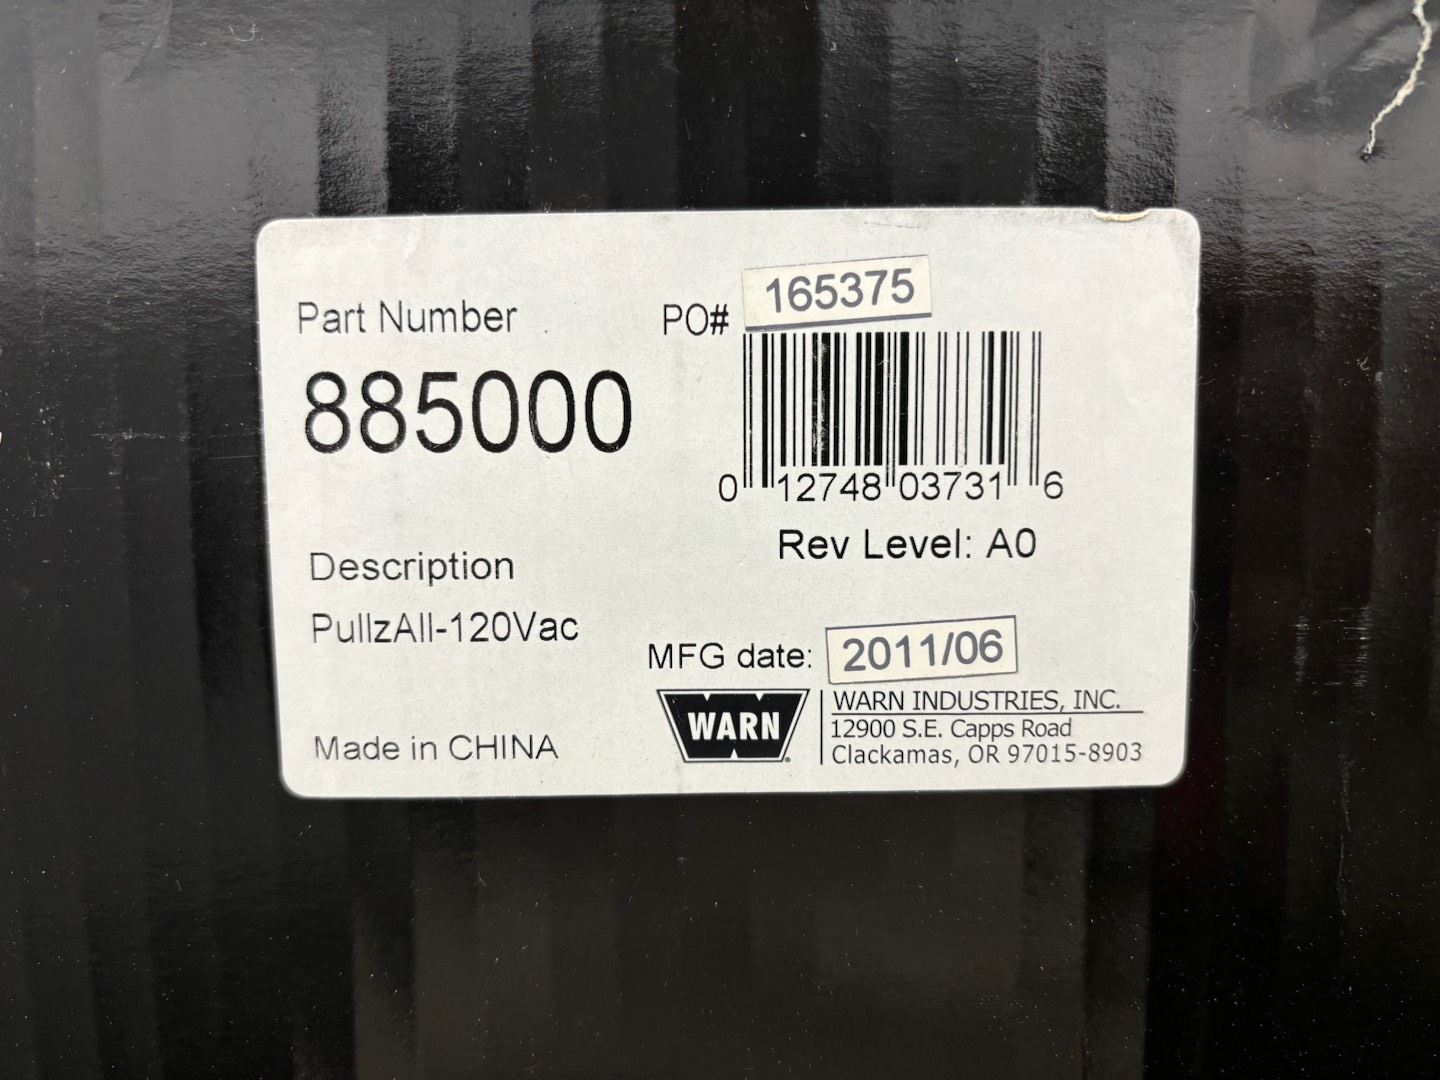 Part Number
885000
PO# 165375
0 12748 03731 6
Rev Level: A0
Description
PullzAll-120Vac
MFG date: 2011/06
Made in CHINA
WARN
WARN INDUSTRIES, INC.
12900 S.E. Capps Road
Clackamas, OR 97015-8903